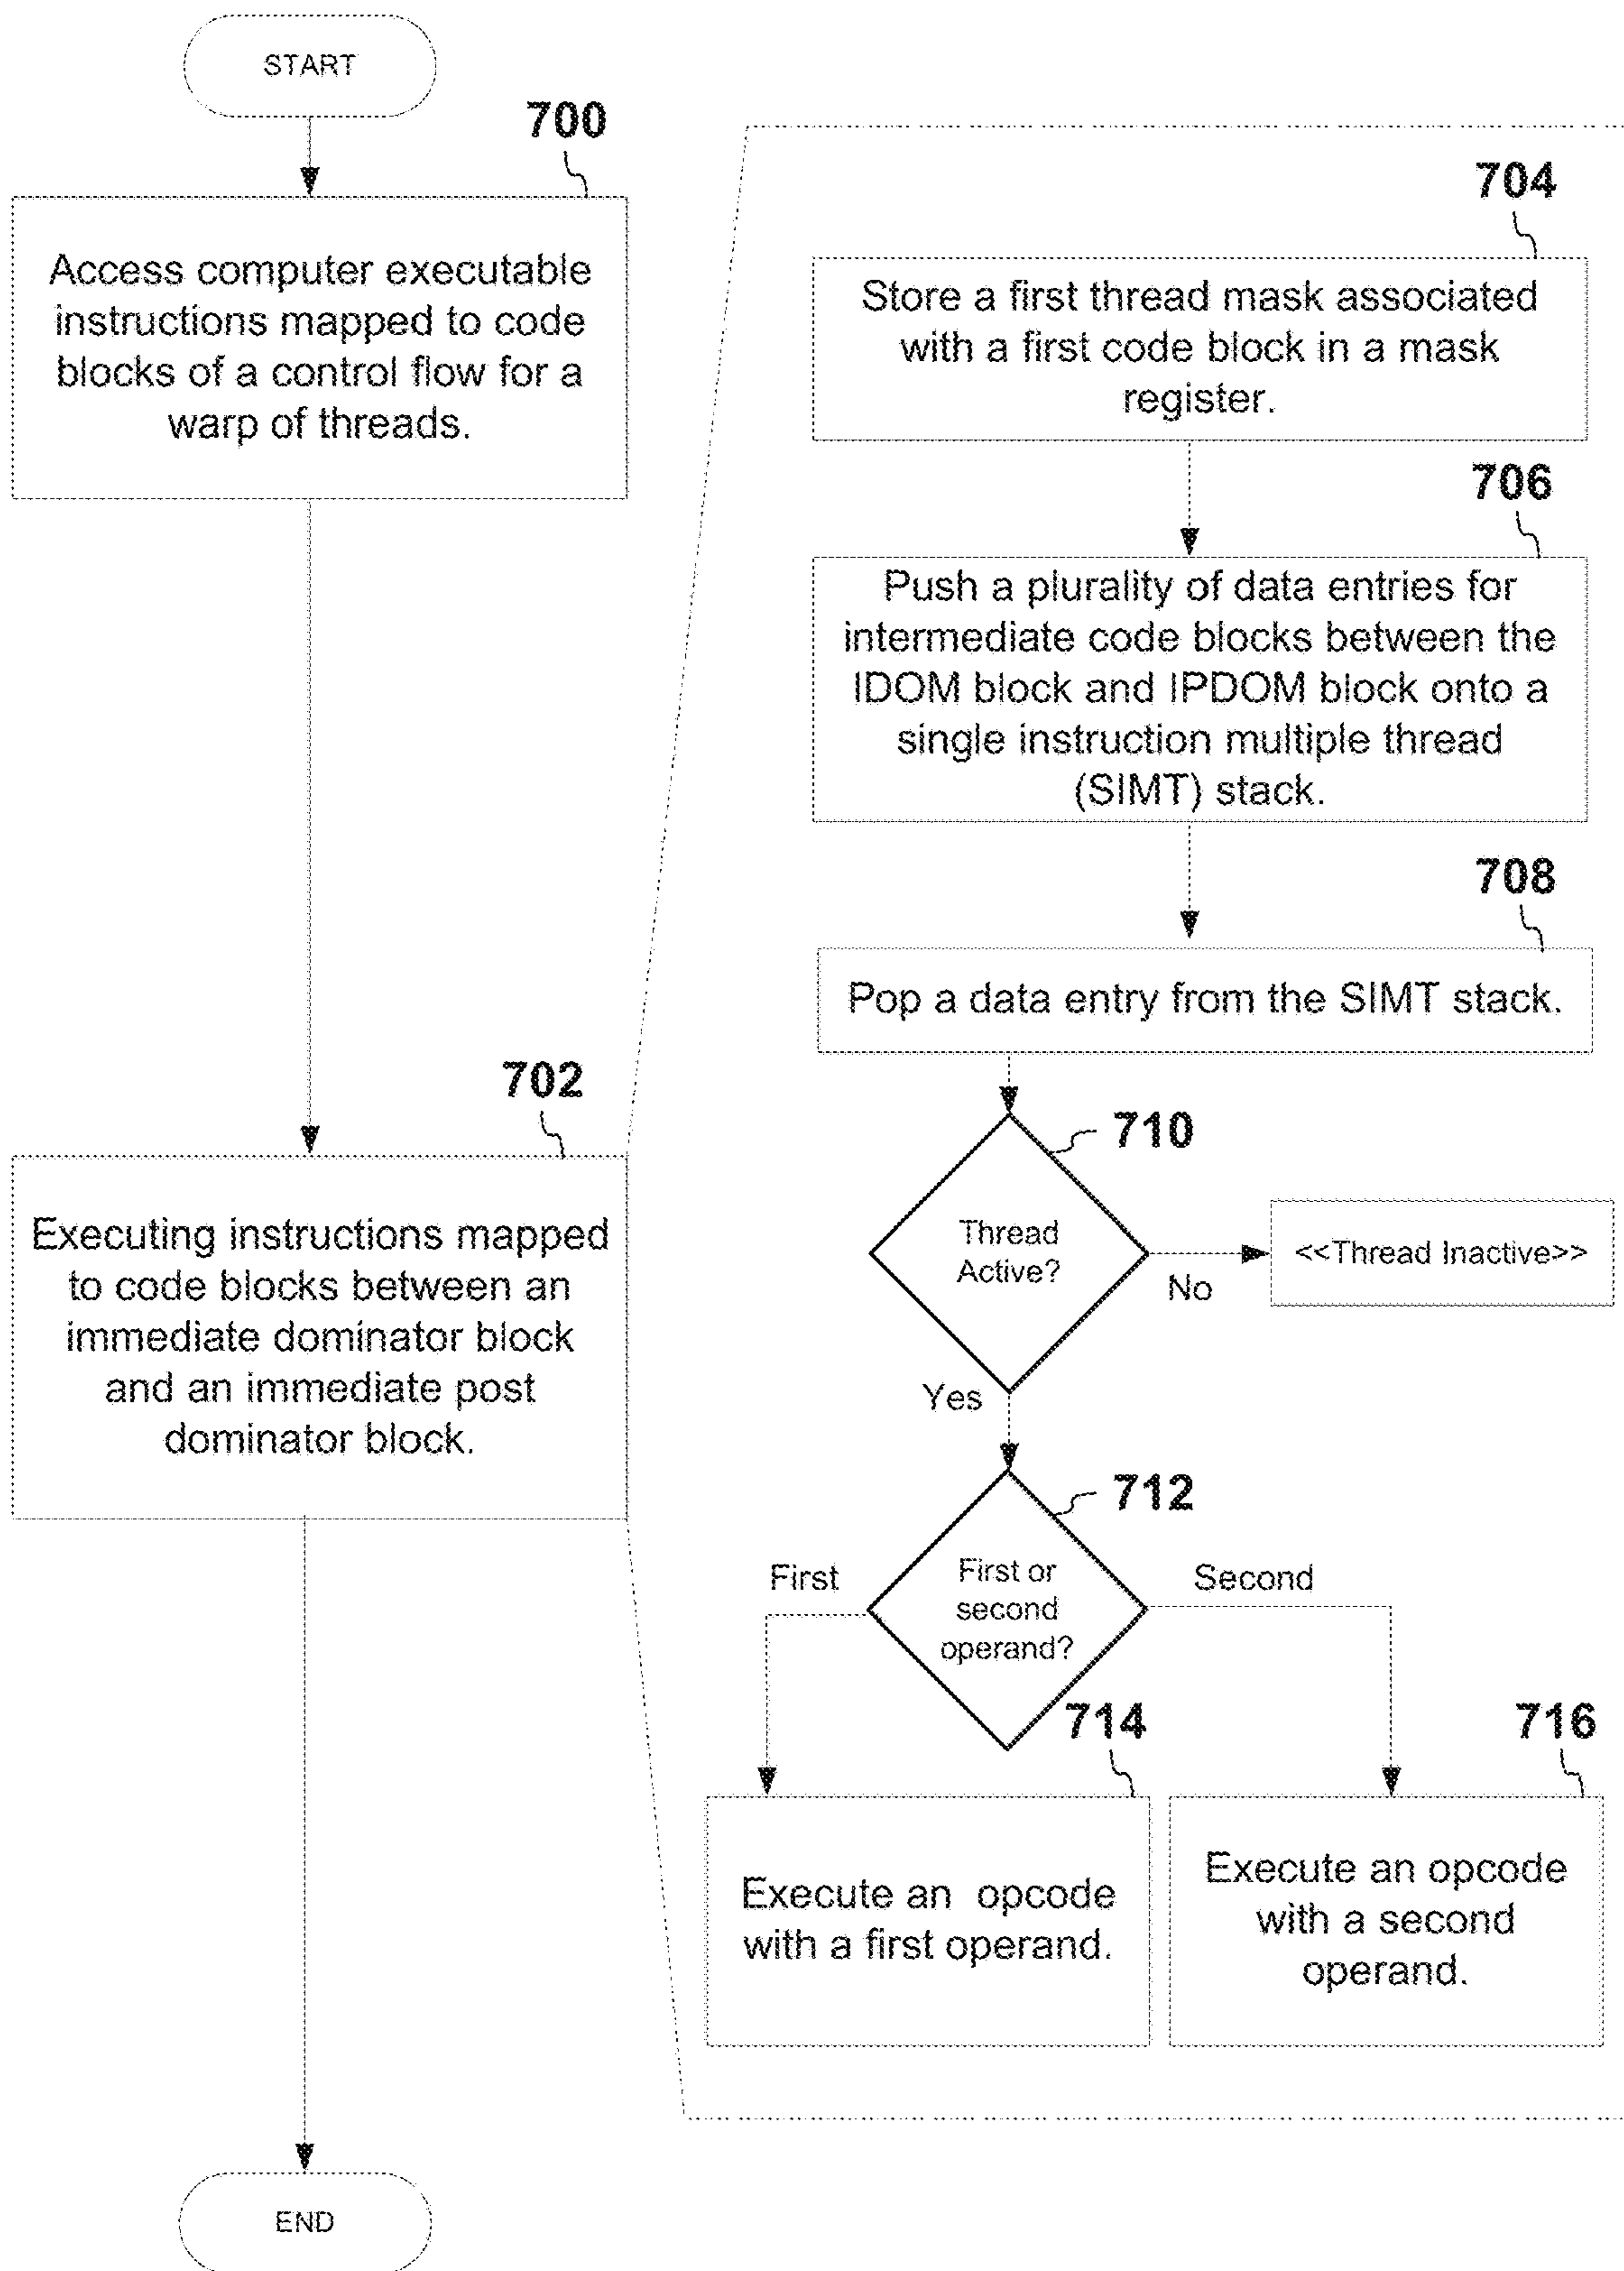 START
700
Access computer executable
instructions mapped to code
blocks of a control flow for a
warp of threads.
702
Executing instructions mapped
to code blocks between an
immediate dominator block
and an immediate post
dominator block.
END
704
Store a first thread mask associated
with a first code block in a mask
register.
706
Push a plurality of data entries for
intermediate code blocks between the
IDOM block and IPDOM block onto a
single instruction multiple thread
(SIMT) stack.
708
Pop a data entry from the SIMT stack.
710
Thread
Active?
No
<<Thread Inactive>>
Yes
712
First or
second
operand?
First
Second
714
Execute an opcode
with a first operand.
716
Execute an opcode
with a second
operand.